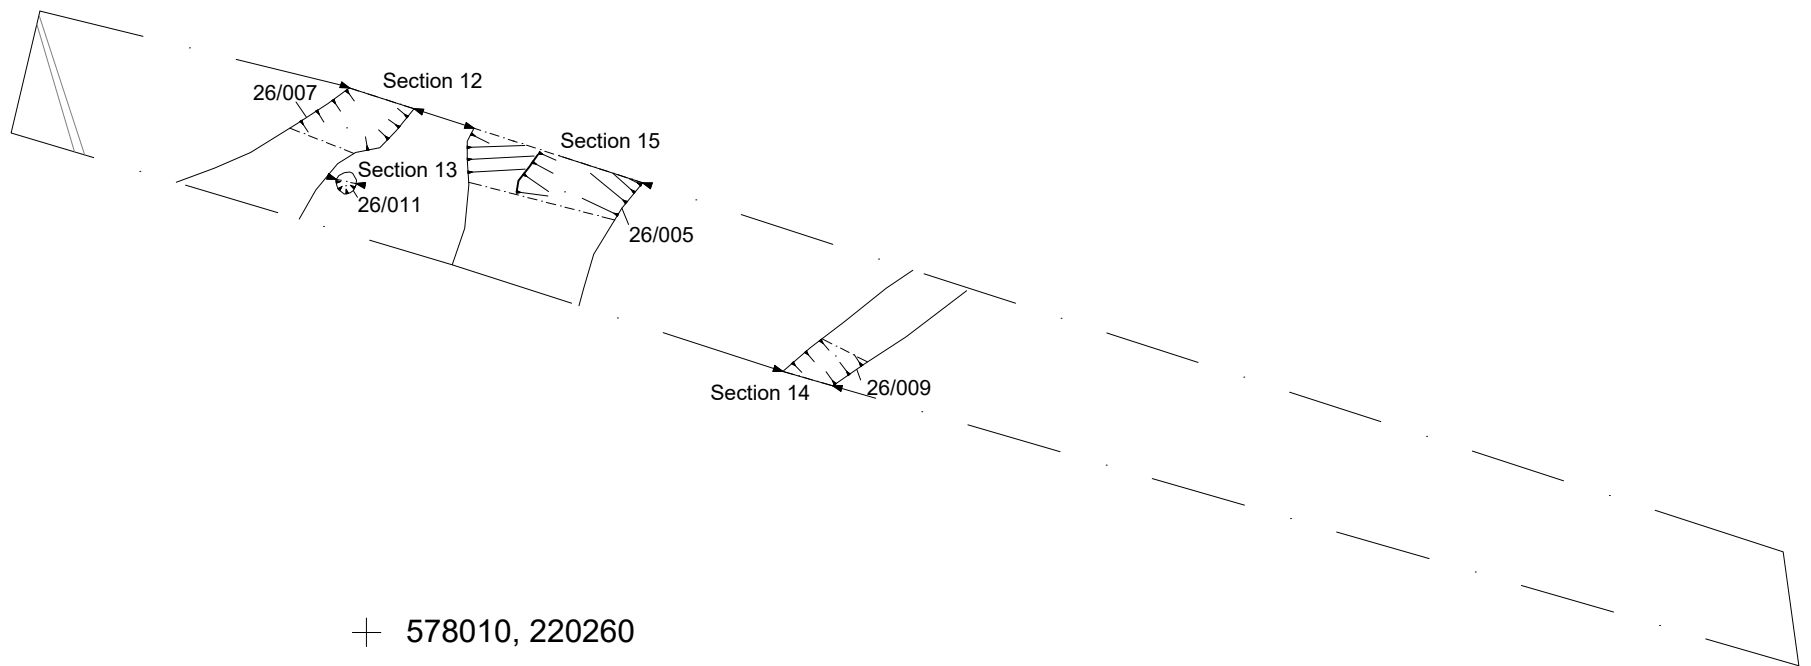 Section 12
26/007
Section 15
Section 13
26/011
26/005
Section 14
26/009
578010, 220260